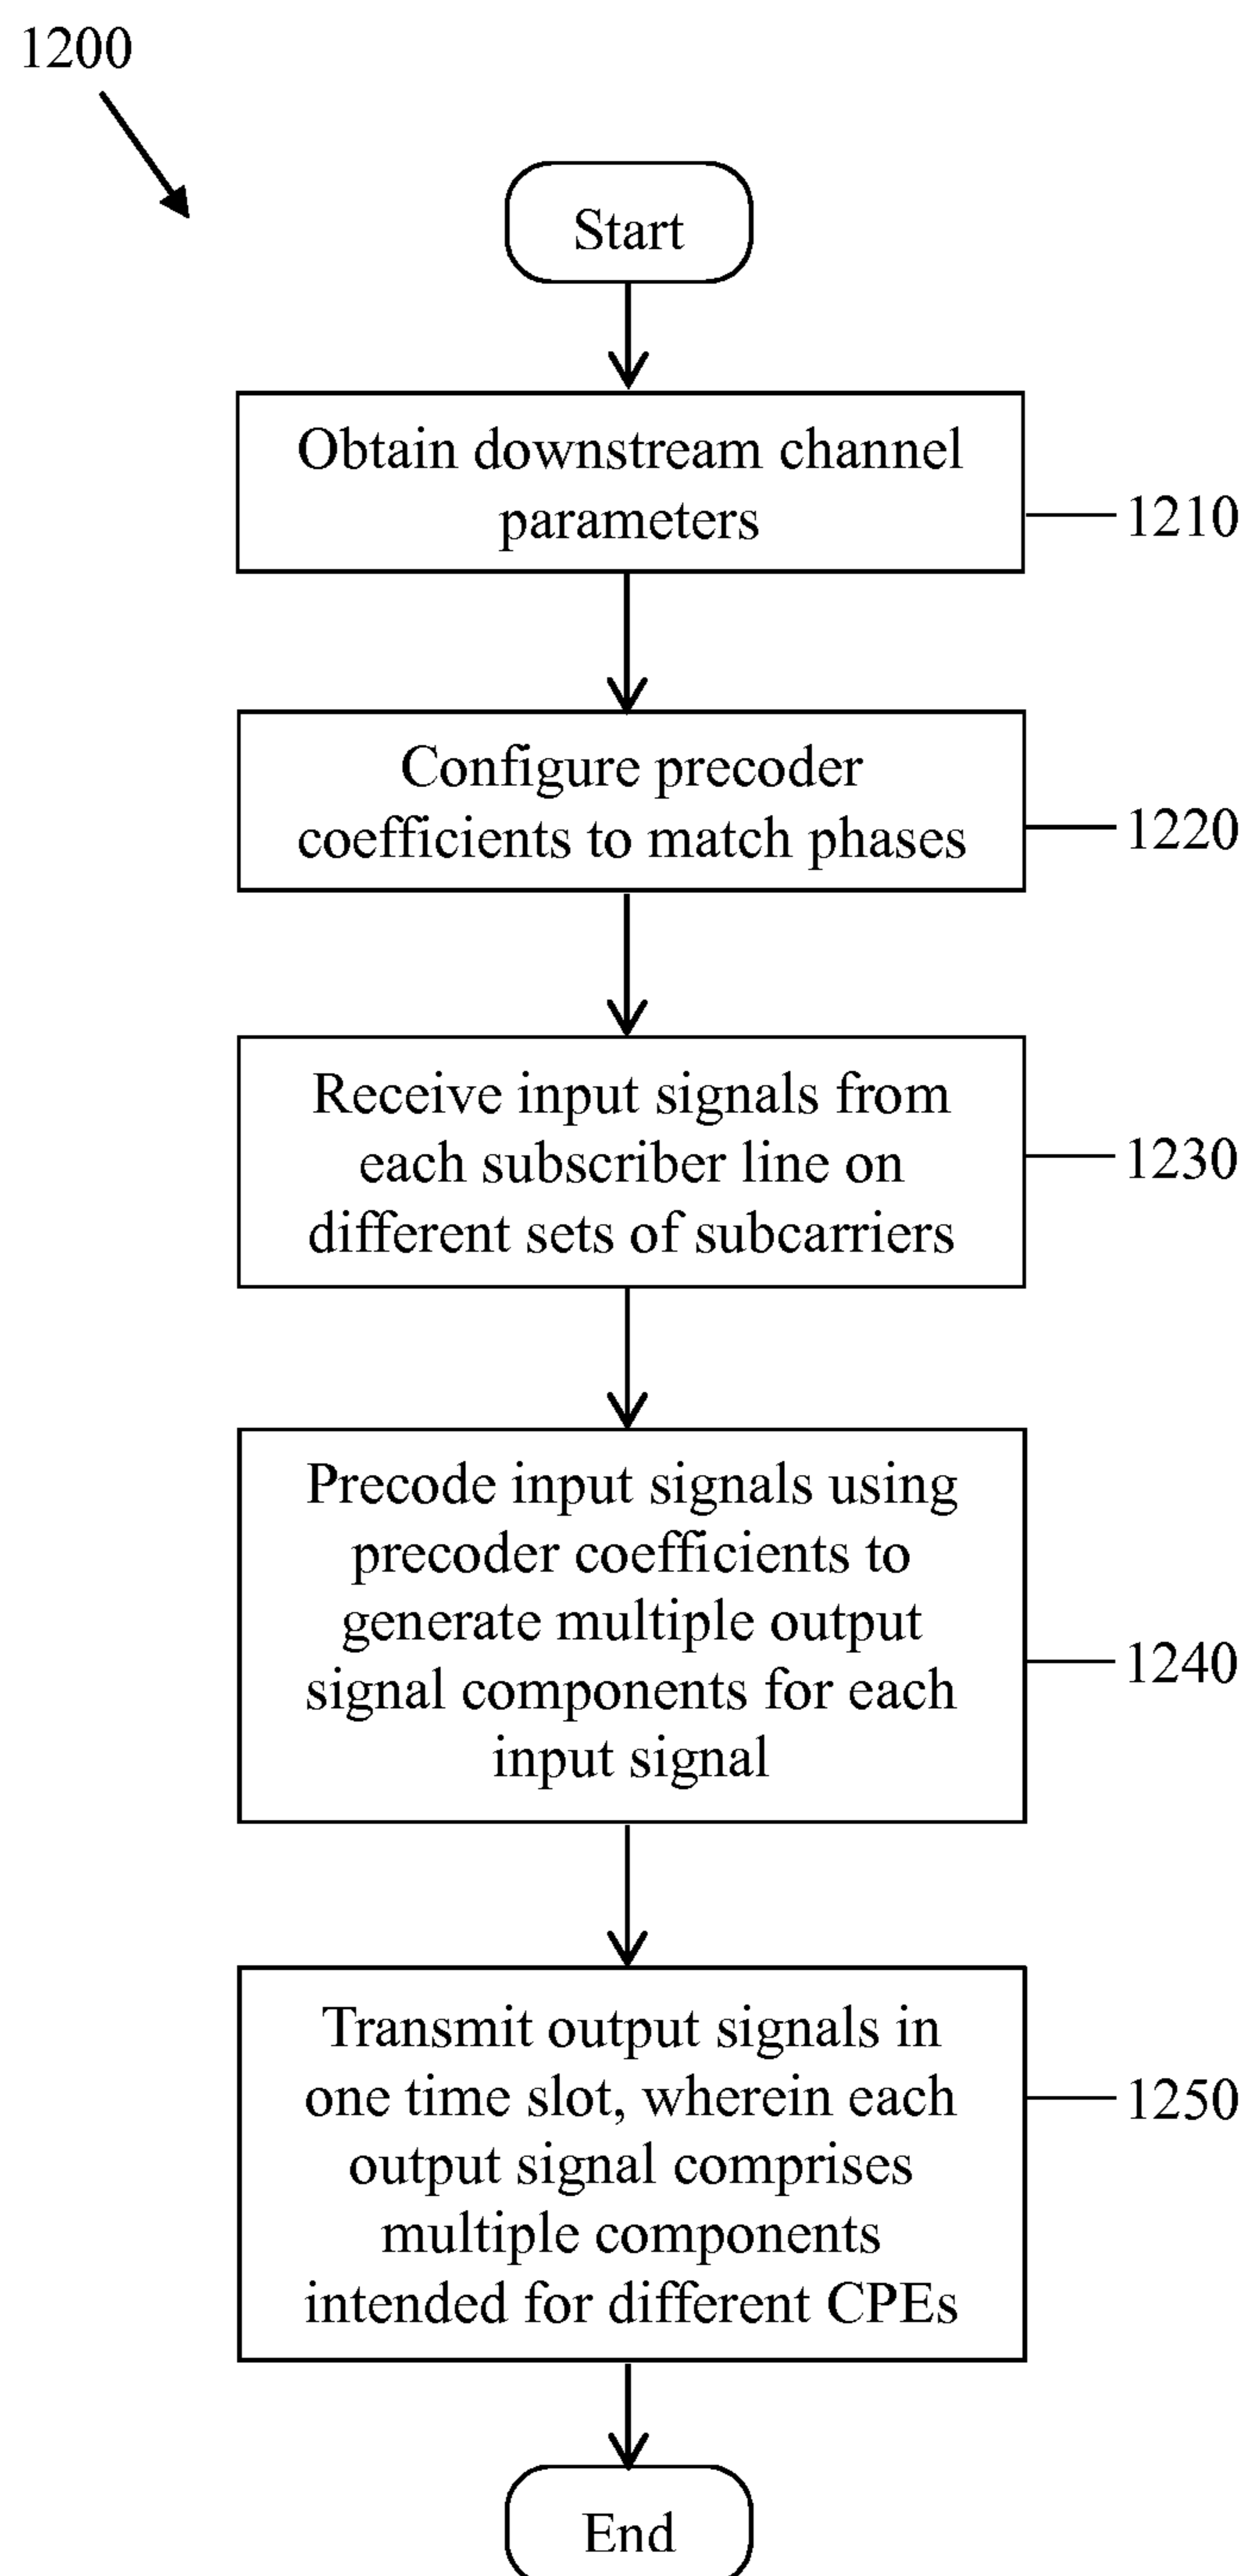 1200
Start
Obtain downstream channel
parameters
1210
Configure precoder
coefficients to match phases
1220
Receive input signals from
each subscriber line on
different sets of subcarriers
1230
Precode input signals using
precoder coefficients to
generate multiple output
signal components for each
input signal
1240
Transmit output signals in
one time slot, wherein each
output signal comprises
multiple components
intended for different CPEs
1250
End